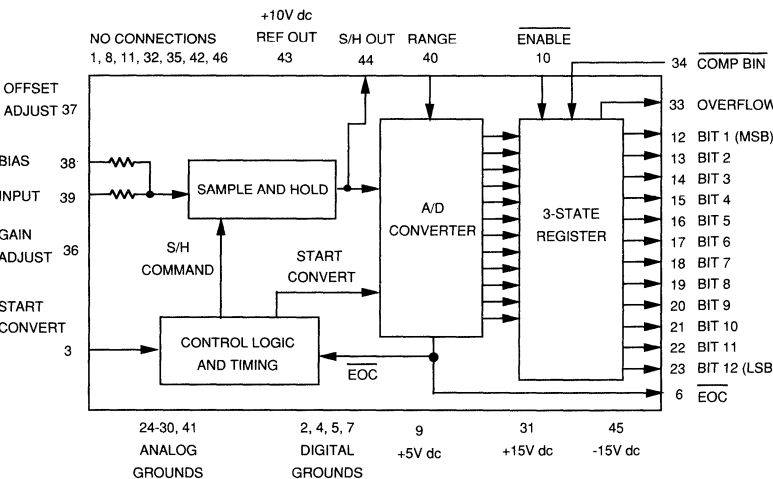 +10V dc
NO CONNECTIONS REF OUT S/H OUT RANGE ENABLE
1, 8, 11, 32, 35, 42, 46 43 44 40 10
34 COMP BIN
OFFSET
ADJUST 37
33 OVERFLOW
12 BIT 1 (MSB)
13 BIT 2
14 BIT 3
15 BIT 4
16 BIT 5
17 BIT 6
18 BIT 7
19 BIT 8
20 BIT 9
21 BIT 10
22 BIT 11
23 BIT 12 (LSB
6 EOC
BIAS 38
INPUT 39
GAIN
ADJUST 36
START
CONVERT
3
SAMPLE AND HOLD
S/H
COMMAND
START
CONVERT
CONTROL LOGIC
AND TIMING
EOC
A/D
CONVERTER
3-STATE
REGISTER
24-30, 41
ANALOG
GROUNDS
2, 4, 5, 7
DIGITAL
GROUNDS
9
+5V dc
31
+15V dc
45
-15V dc